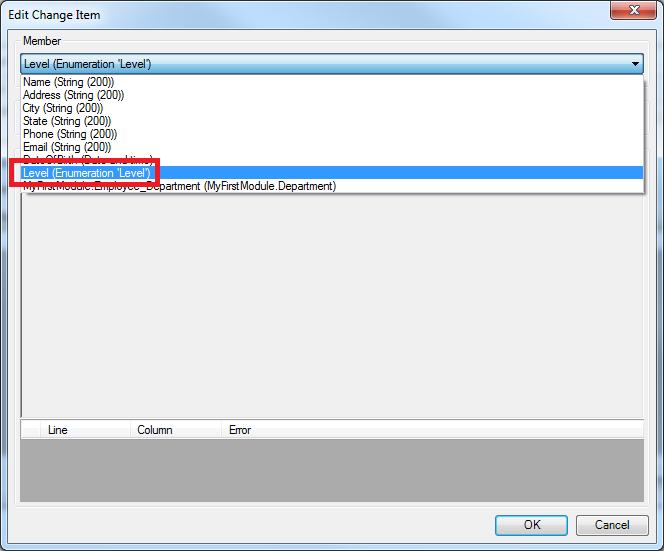 Edit Change Item
Member
Level (Enumeration 'Level')
Name (String (200))
Address (String (200))
City (String (200))
State (String (200))
Phone (String (200))
Email (String (200))
DateOfBirth (Date and time)
Level (Enumeration 'Level')
MyFirstModule.Employee_Department (MyFirstModule.Department)
Line Column Error
OK Cancel